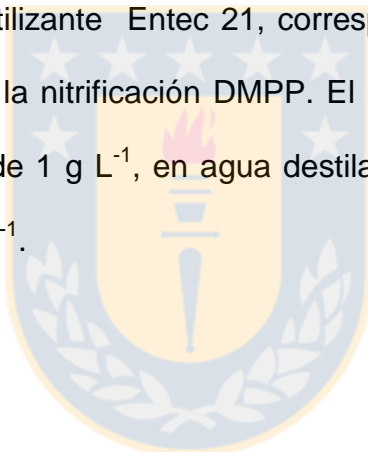 tilizante Entec 21, corresp
la nitrificación DMPP. El
de 1 g L⁻¹, en agua destila
⁻¹.